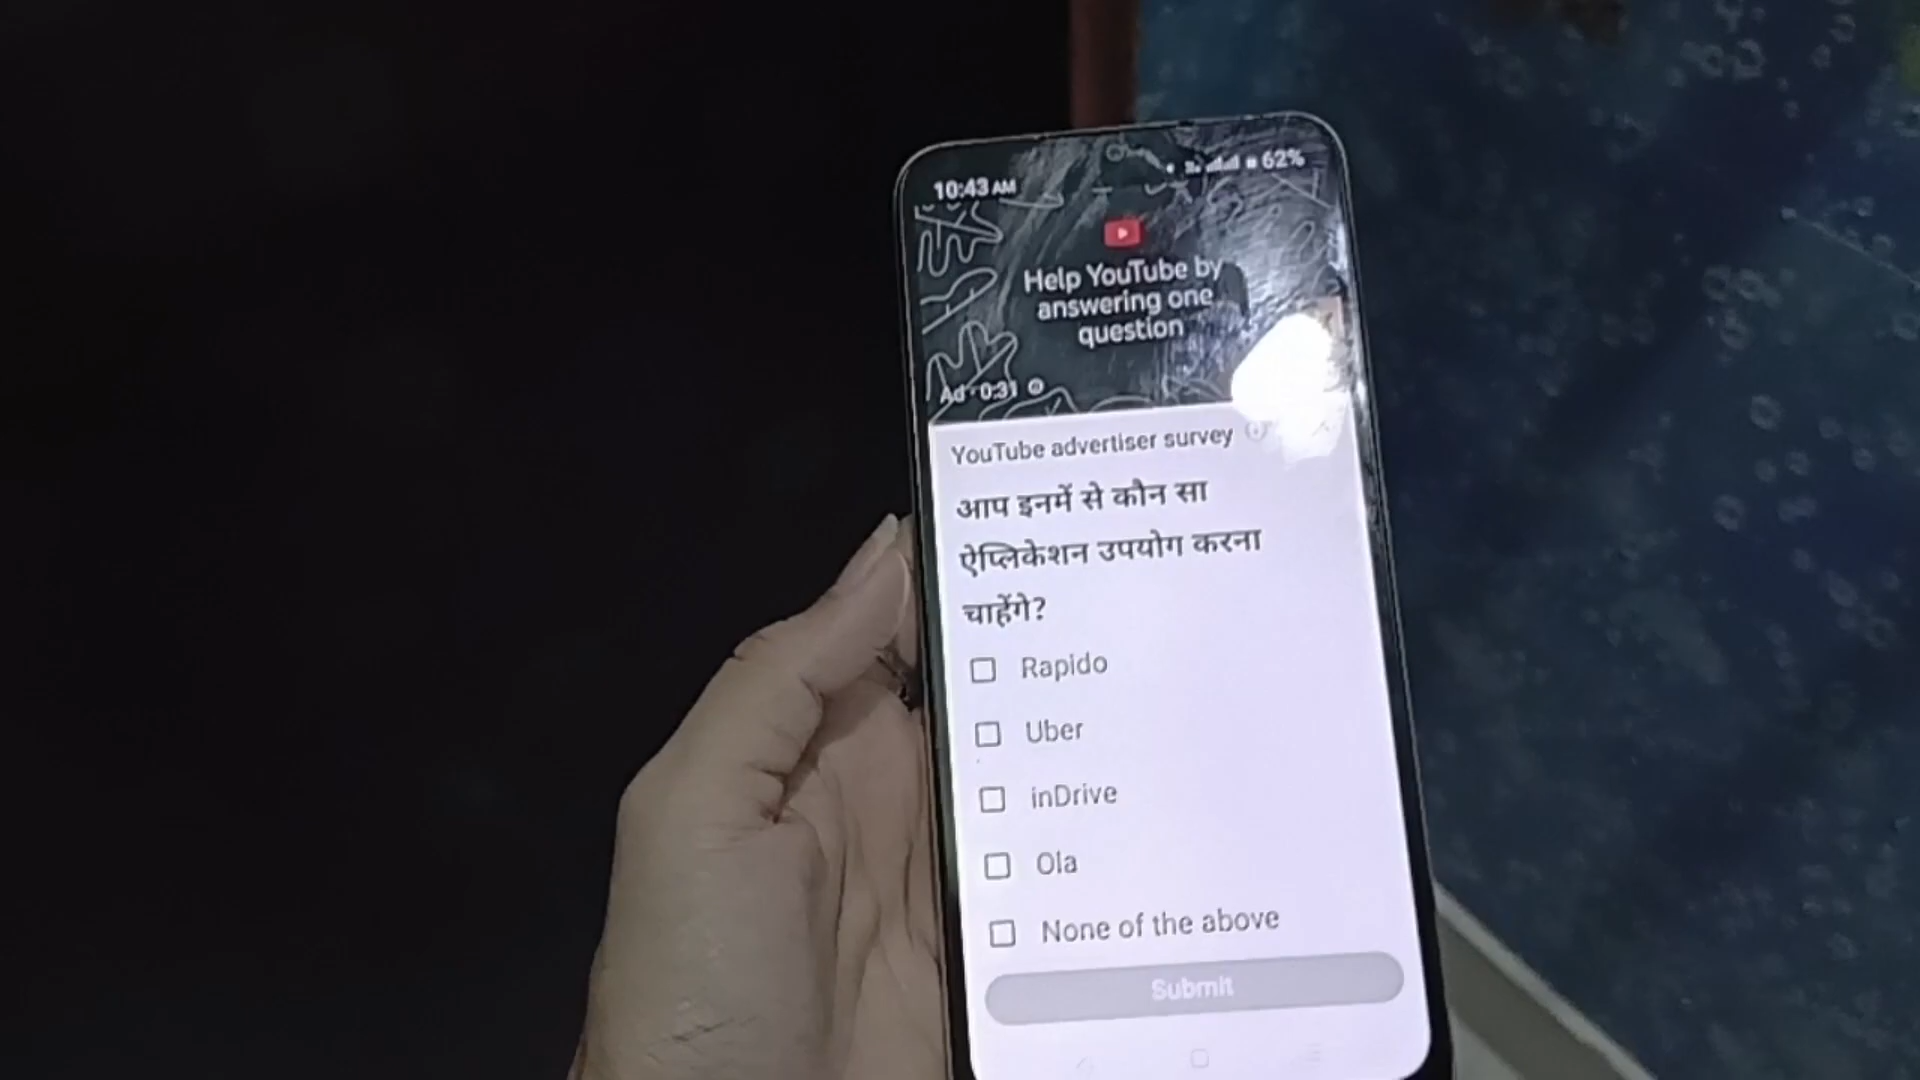 10:43 AM
62%
Help YouTube by
answering one
question
Ad · 0:31
YouTube advertiser survey
आप इनमें से कौन सा
ऐप्लिकेशन उपयोग करना
चाहेंगे?
Rapido
Uber
inDrive
Ola
None of the above
Submit